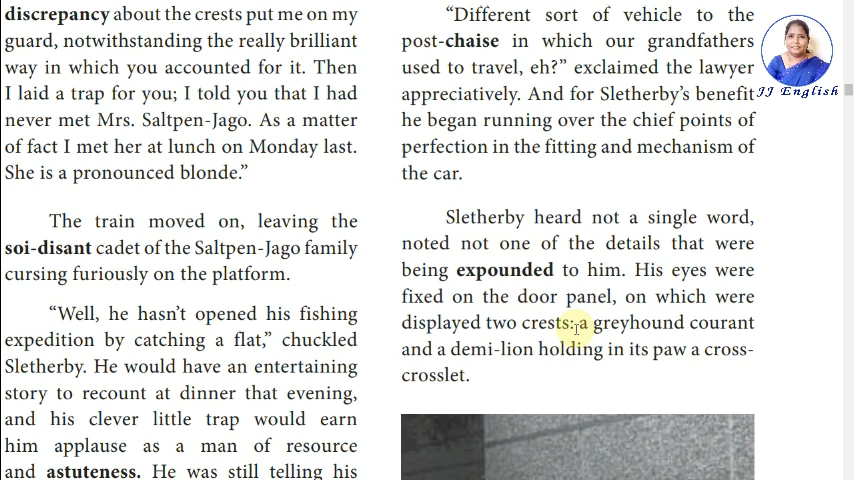 discrepancy about the crests put me on my
guard, notwithstanding the really brilliant
way in which you accounted for it. Then
I laid a trap for you; I told you that I had
never met Mrs. Saltpen-Jago. As a matter
of fact I met her at lunch on Monday last.
She is a pronounced blonde.”
The train moved on, leaving the
soi-disant cadet of the Saltpen-Jago family
cursing furiously on the platform.
“Well, he hasn’t opened his fishing
expedition by catching a flat,” chuckled
Sletherby. He would have an entertaining
story to recount at dinner that evening,
and his clever little trap would earn
him applause as a man of resource
and astuteness. He was still telling his
“Different sort of vehicle to the
post-chaise in which our grandfathers
used to travel, eh?” exclaimed the lawyer
appreciatively. And for Sletherby’s benefit
he began running over the chief points of
perfection in the fitting and mechanism of
the car.
Sletherby heard not a single word,
noted not one of the details that were
being expounded to him. His eyes were
fixed on the door panel, on which were
displayed two crests: a greyhound courant
and a demi-lion holding in its paw a cross-
crosslet.
JJ English